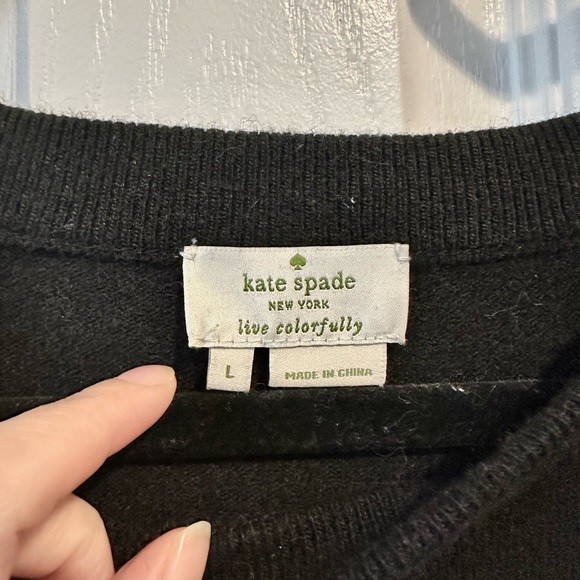 kate spade
NEW YORK
live colorfully
L
MADE IN CHINA